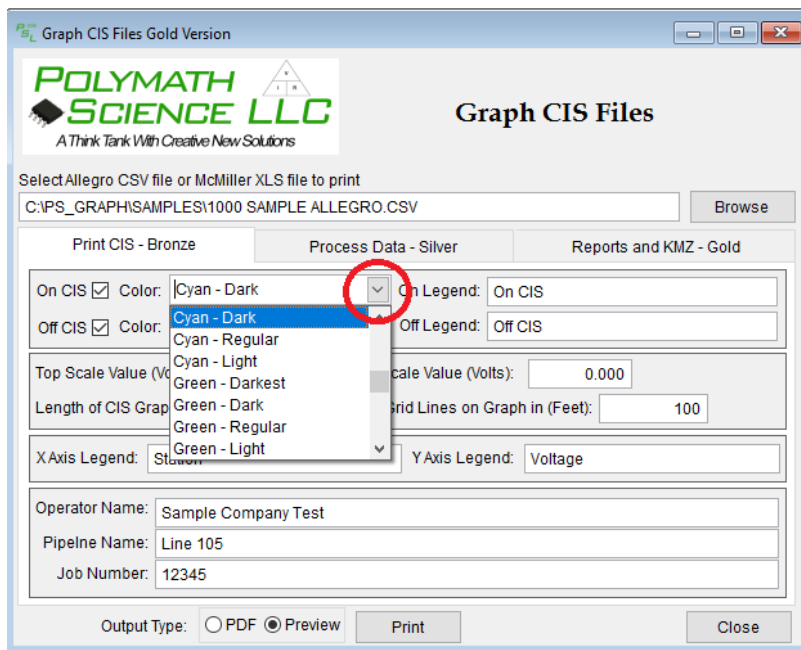 Graph CIS Files Gold Version
POLYMATH
SCIENCE LLC
A Think Tank With Creative New Solutions
Graph CIS Files
Select Allegro CSV file or McMiller XLS file to print
C:\PS_GRAPH\SAMPLES\1000 SAMPLE ALLEGRO.CSV Browse
Print CIS - Bronze Process Data - Silver Reports and KMZ - Gold
On CIS Color: Cyan - Dark On Legend: On CIS
Off CIS Color: Off Legend: Off CIS
Cyan - Dark
Cyan - Regular
Cyan - Light
Green - Darkest
Green - Dark
Green - Regular
Green - Light
Top Scale Value (Vo cale Value (Volts): 0.000
Length of CIS Grap Grid Lines on Graph in (Feet): 100
X Axis Legend: Station Y Axis Legend: Voltage
Operator Name: Sample Company Test
Pipelne Name: Line 105
Job Number: 12345
Output Type: PDF Preview Print Close